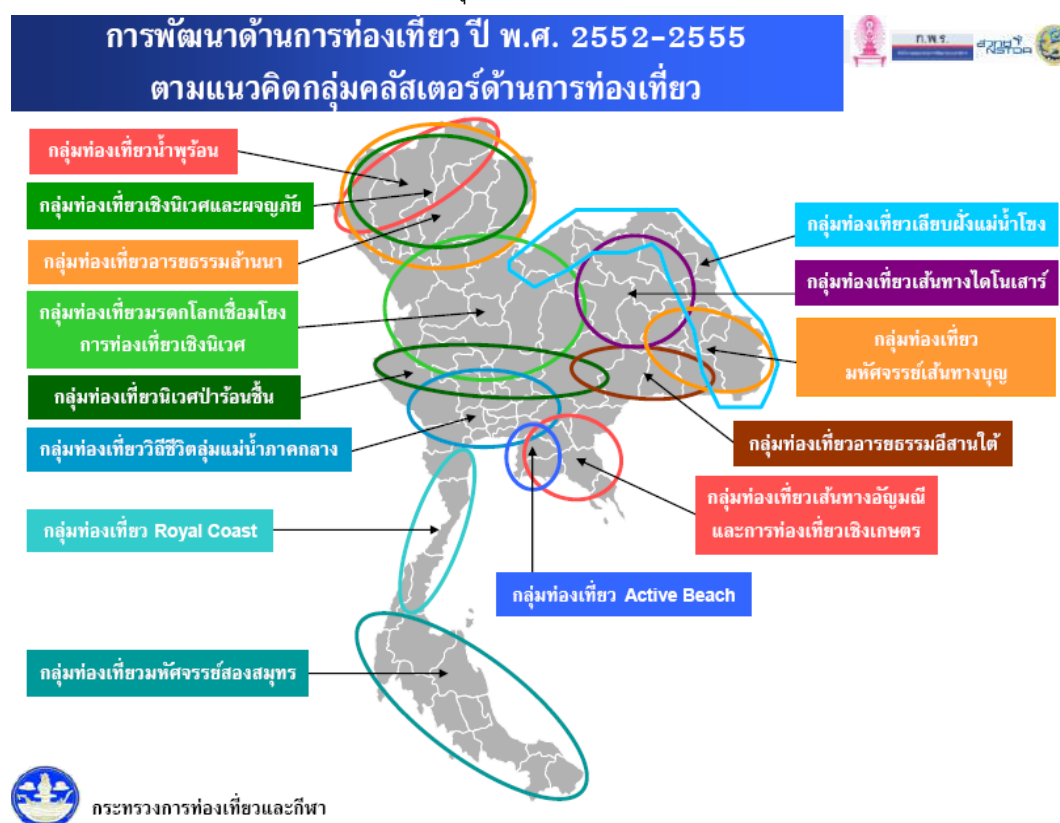 การพัฒนาด้านการท่องเที่ยว ปี พ.ศ. 2552-2555
ตามแนวคิดกลุ่มคลัสเตอร์ด้านการท่องเที่ยว
ก.พ.ร.
สวทช
NSTDA
กลุ่มท่องเที่ยวน้ำพุร้อน
กลุ่มท่องเที่ยวเชิงนิเวศและผจญภัย
กลุ่มท่องเที่ยวอารยธรรมล้านนา
กลุ่มท่องเที่ยวมรดกโลกเชื่อมโยง
การท่องเที่ยวเชิงนิเวศ
กลุ่มท่องเที่ยวนิเวศป่าร้อนชื้น
กลุ่มท่องเที่ยววิถีชีวิตลุ่มแม่น้ำภาคกลาง
กลุ่มท่องเที่ยว Royal Coast
กลุ่มท่องเที่ยวมหัศจรรย์สองสมุทร
กลุ่มท่องเที่ยวเลียบฝั่งแม่น้ำโขง
กลุ่มท่องเที่ยวเส้นทางไดโนเสาร์
กลุ่มท่องเที่ยว
มหัศจรรย์เส้นทางบุญ
กลุ่มท่องเที่ยวอารยธรรมอีสานใต้
กลุ่มท่องเที่ยวเส้นทางอัญมณี
และการท่องเที่ยวเชิงเกษตร
กลุ่มท่องเที่ยว Active Beach
กระทรวงการท่องเที่ยวและกีฬา